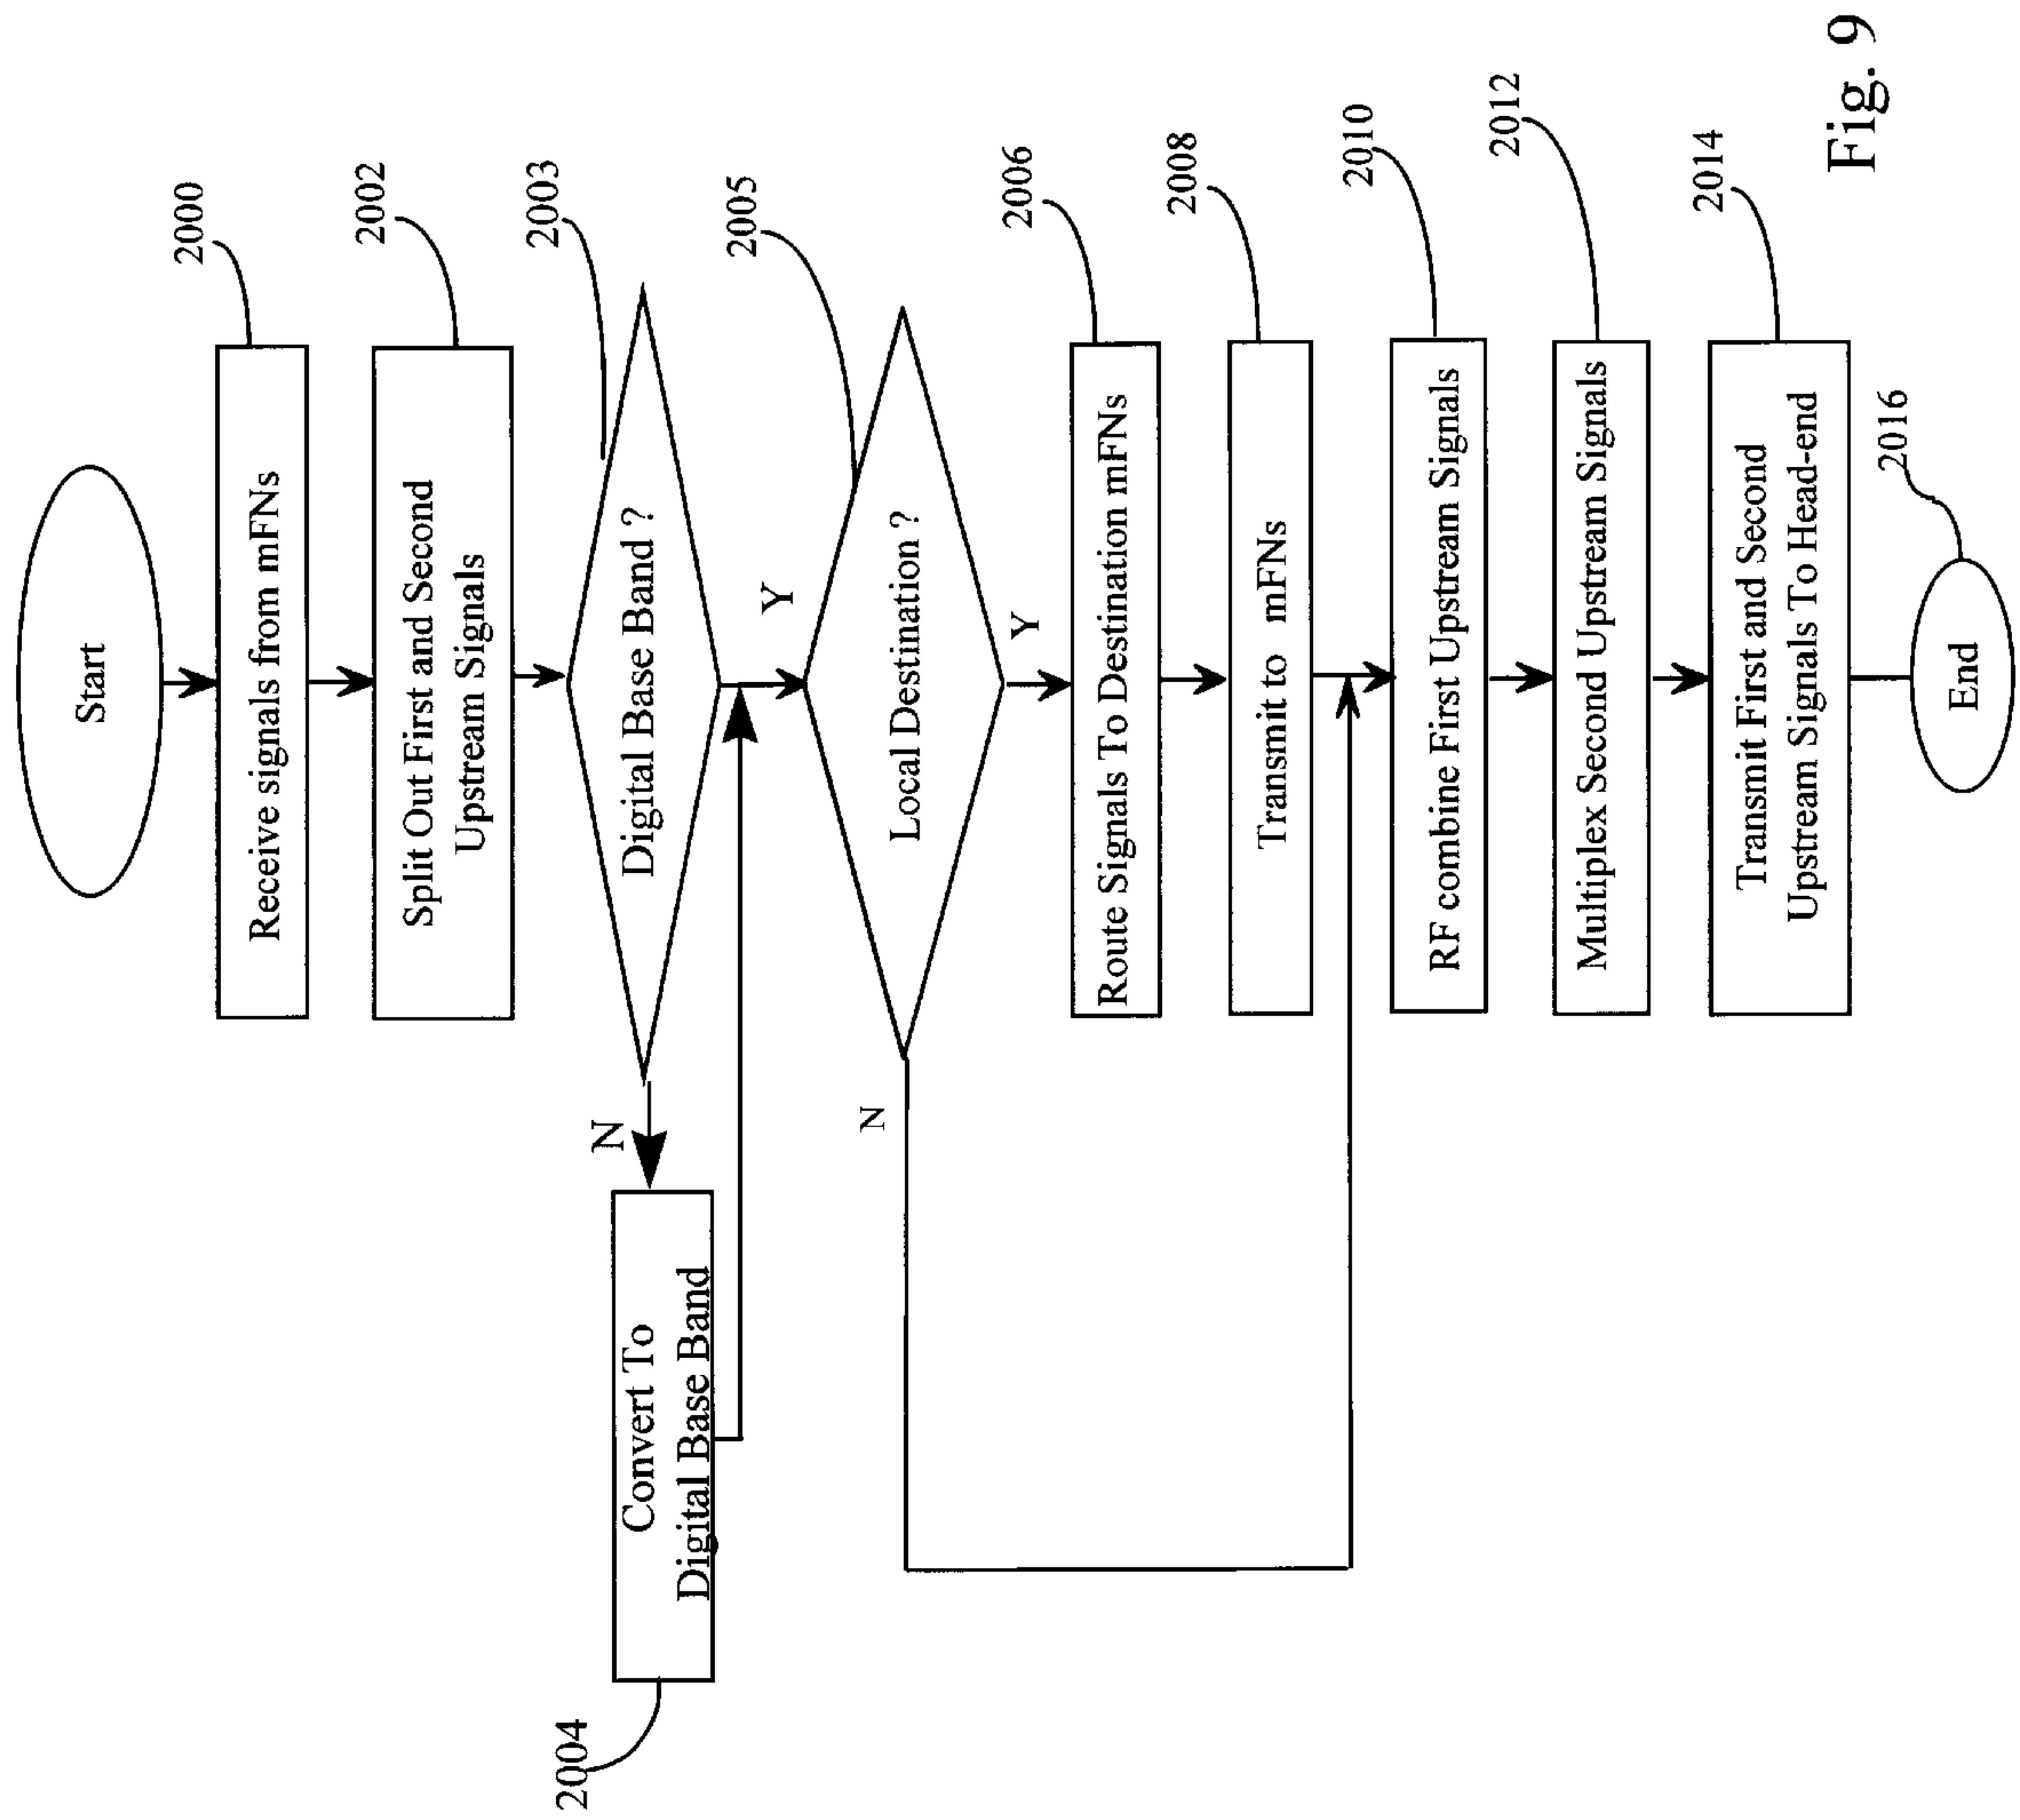 Start
2000
Receive signals from mFNs
2002
Split Out First and Second
Upstream Signals
2003
Digital Base Band ?
N
Y
2004
Convert To
Digital Base Band
2005
Local Destination ?
N
Y
2006
Route Signals To Destination mFNs
2008
Transmit to mFNs
2010
RF combine First Upstream Signals
2012
Multiplex Second Upstream Signals
2014
Transmit First and Second
Upstream Signals To Head-end
2016
End
Fig. 9